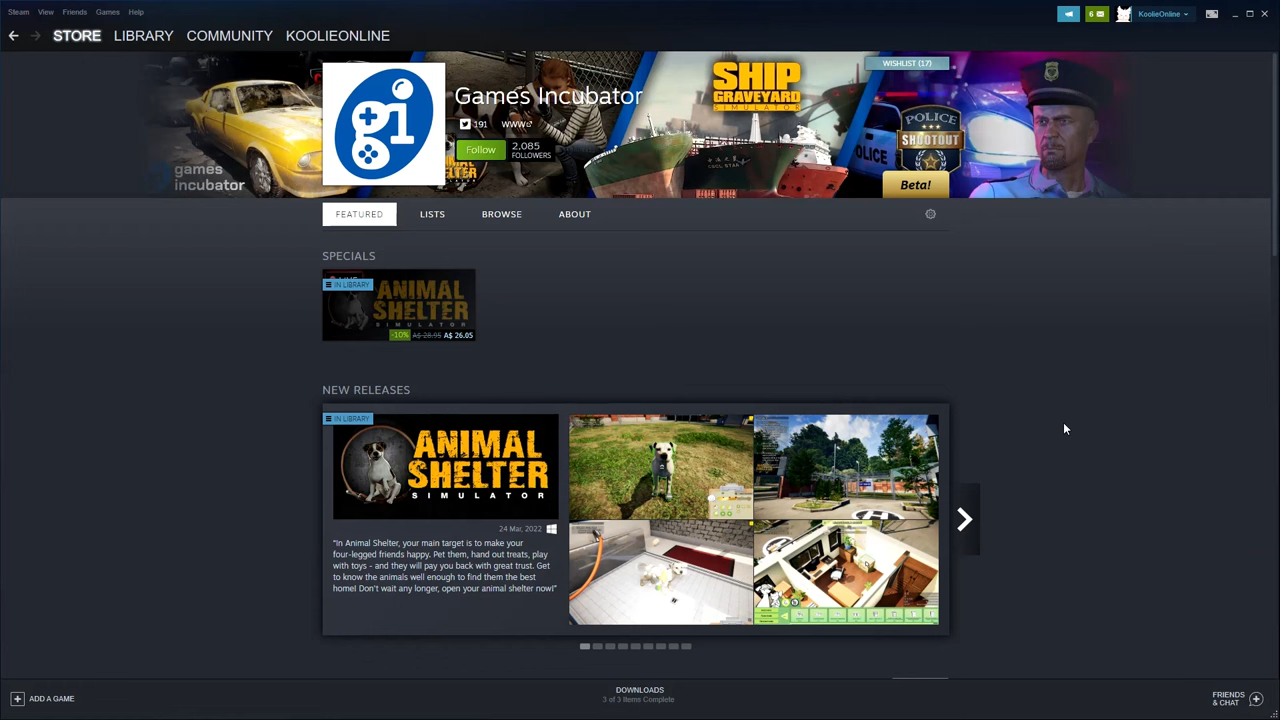 Steam View Friends Games Help
6 KoolieOnline
STORE LIBRARY COMMUNITY KOOLIEONLINE
WISHLIST (17)
gi
Games Incubator
191 WWW
Follow 2,085
FOLLOWERS
games
incubator
SHIP
GRAVEYARD
SIMULATOR
POLICE
POLICE
SHOOTOUT
Beta!
FEATURED LISTS BROWSE ABOUT
SPECIALS
LIVE
IN LIBRARY
ANIMAL
SHELTER
SIMULATOR
-10% A$ 28.95 A$ 26.05
NEW RELEASES
IN LIBRARY
ANIMAL
SHELTER
SIMULATOR
24 Mar, 2022
"In Animal Shelter, your main target is to make your
four-legged friends happy. Pet them, hand out treats, play
with toys - and they will pay you back with great trust. Get
to know the animals well enough to find them the best
home! Don't wait any longer, open your animal shelter now!"
ADD A GAME
DOWNLOADS
3 of 3 Items Complete
FRIENDS
& CHAT